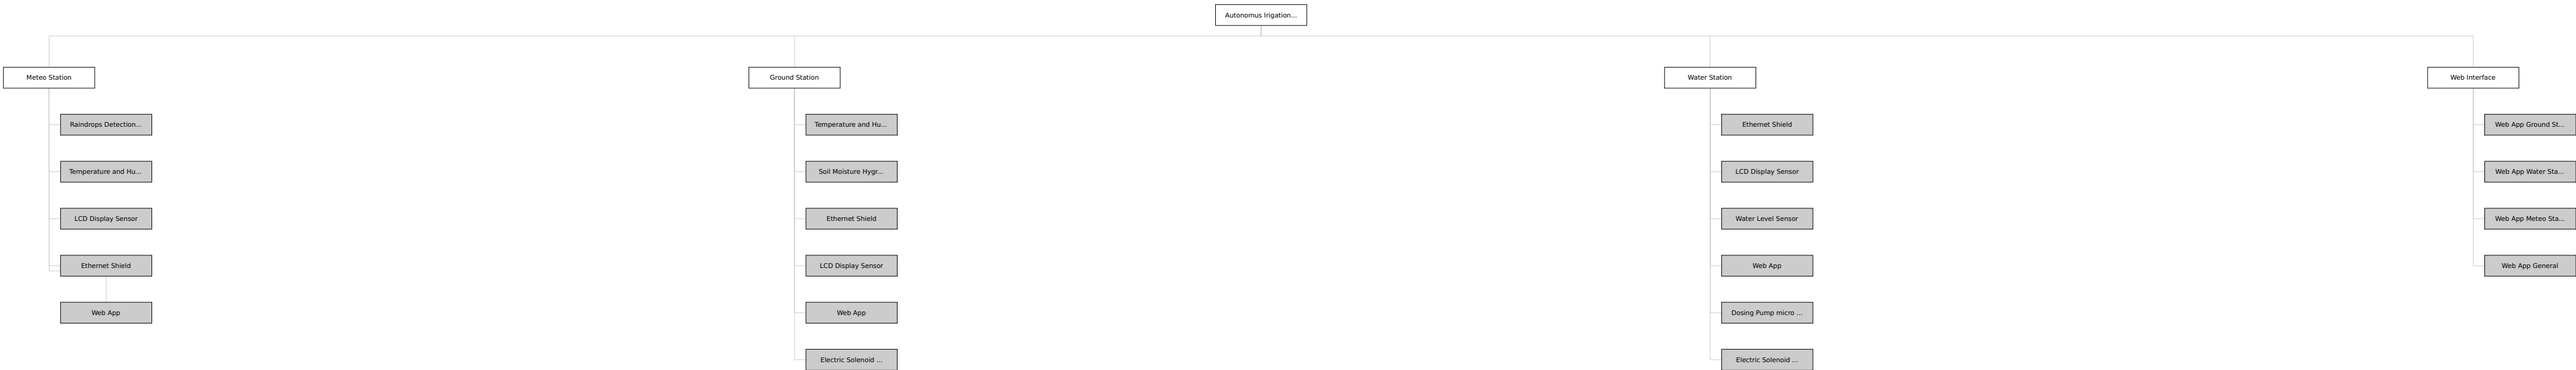 Autonomus Irigation...
Meteo Station
Ground Station
Water Station
Web Interface
Raindrops Detection...
Temperature and Hu...
Ethernet Shield
Web App Ground St...
Temperature and Hu...
Soil Moisture Hygr...
LCD Display Sensor
Web App Water Sta...
LCD Display Sensor
Ethernet Shield
Water Level Sensor
Web App Meteo Sta...
Ethernet Shield
LCD Display Sensor
Web App
Web App General
Web App
Web App
Dosing Pump micro ...
Electric Solenoid ...
Electric Solenoid ...